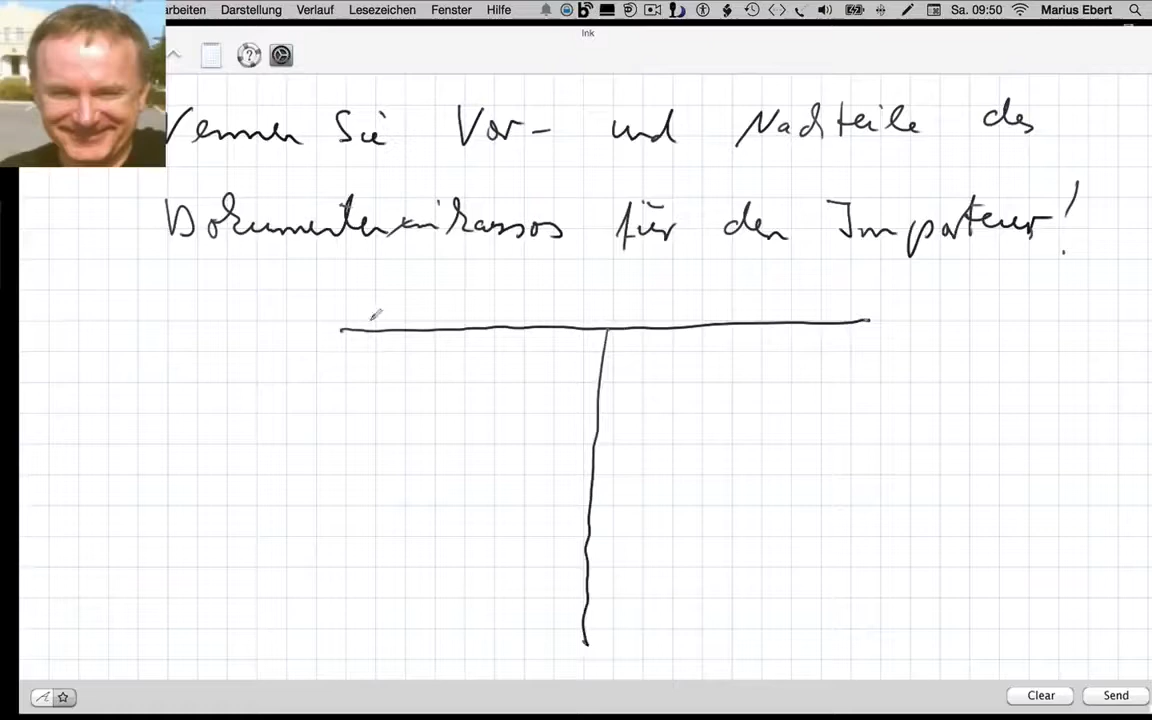 arbeiten Darstellung Verlauf Lesezeichen Fenster Hilfe Sa. 09:50 Marius Ebert
Ink
Nennen Sie Vor- und Nachteile des
Dokumenteninkassos für den Importeur!
Clear Send